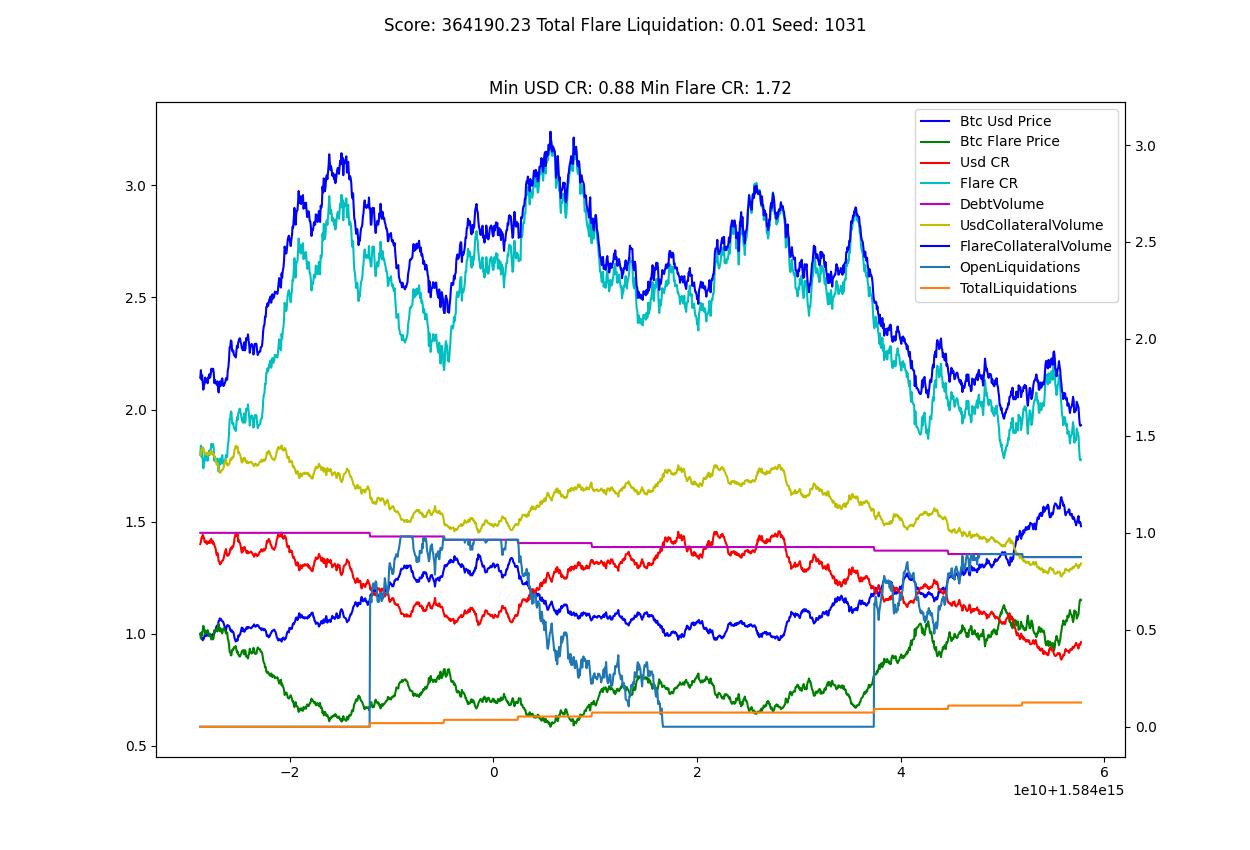 Score: 364190.23 Total Flare Liquidation: 0.01 Seed: 1031
Min USD CR: 0.88 Min Flare CR: 1.72
Btc Usd Price
Btc Flare Price
Usd CR
Flare CR
DebtVolume
UsdCollateralVolume
FlareCollateralVolume
OpenLiquidations
TotalLiquidations
3.0
2.5
2.0
1.5
1.0
0.5
3.0
2.5
2.0
1.5
1.0
0.5
0.0
−2 0 2 4 6
1e10+1.584e15